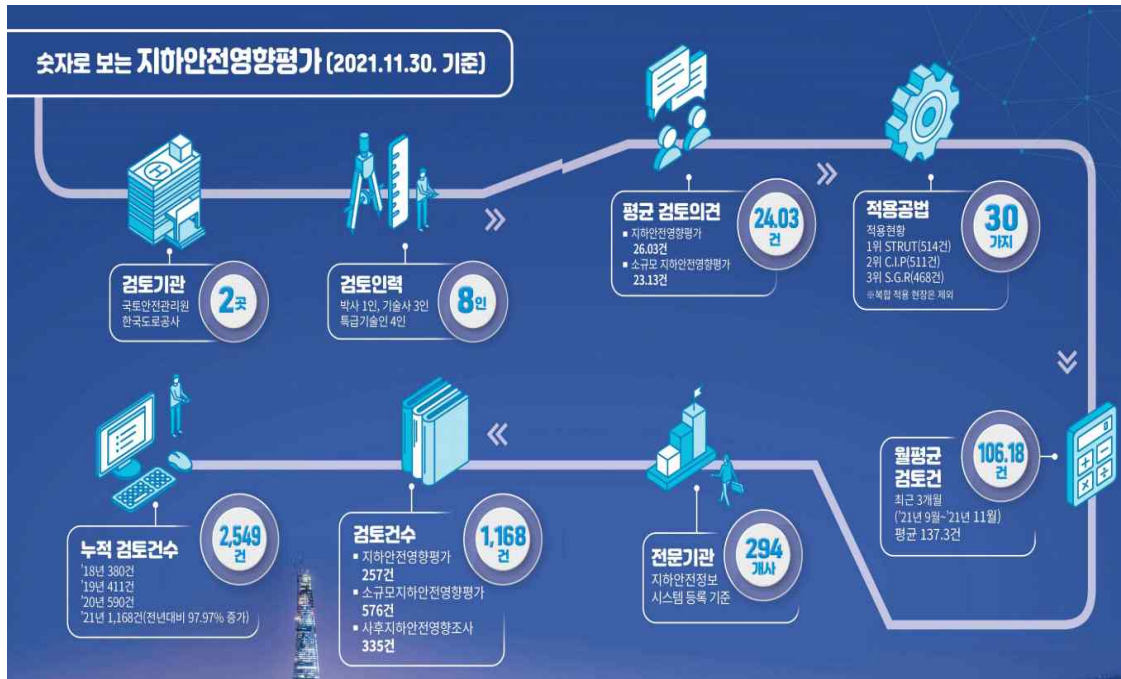 숫자로 보는 지하안전영향평가 (2021.11.30. 기준)
검토기관
국토안전관리원
한국도로공사
2곳
검토인력
박사 1인, 기술사 3인
특급기술인 4인
8인
평균 검토의견
▪ 지하안전영향평가
26.03건
▪ 소규모 지하안전영향평가
23.13건
24.03
건
적용공법
적용현황
1위 STRUT(514건)
2위 C.I.P(511건)
3위 S.G.R(468건)
※복합 적용 현장은 제외
30
가지
월평균
검토건
최근 3개월
('21년 9월~'21년 11월)
평균 137.3건
106.18
건
8
전문기관
지하안전정보
시스템 등록 기준
294
개사
검토건수
▪ 지하안전영향평가
257건
▪ 소규모지하안전영향평가
576건
▪ 사후지하안전영향조사
335건
1,168
건
누적 검토건수
'18년 380건
'19년 411건
'20년 590건
'21년 1,168건(전년대비 97.97% 증가)
2,549
건